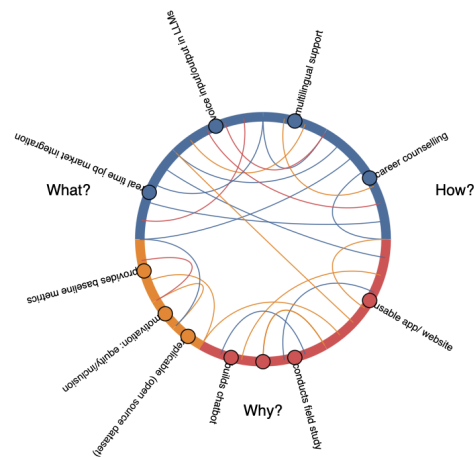 voice input/output in LLMs
multilingual support
real time job market integration
career counselling
What?
How?
provides baseline metrics
usable app/ website
motivation: equity/inclusion
replicable (open source dataset)
builds chatbot
conducts field study
Why?